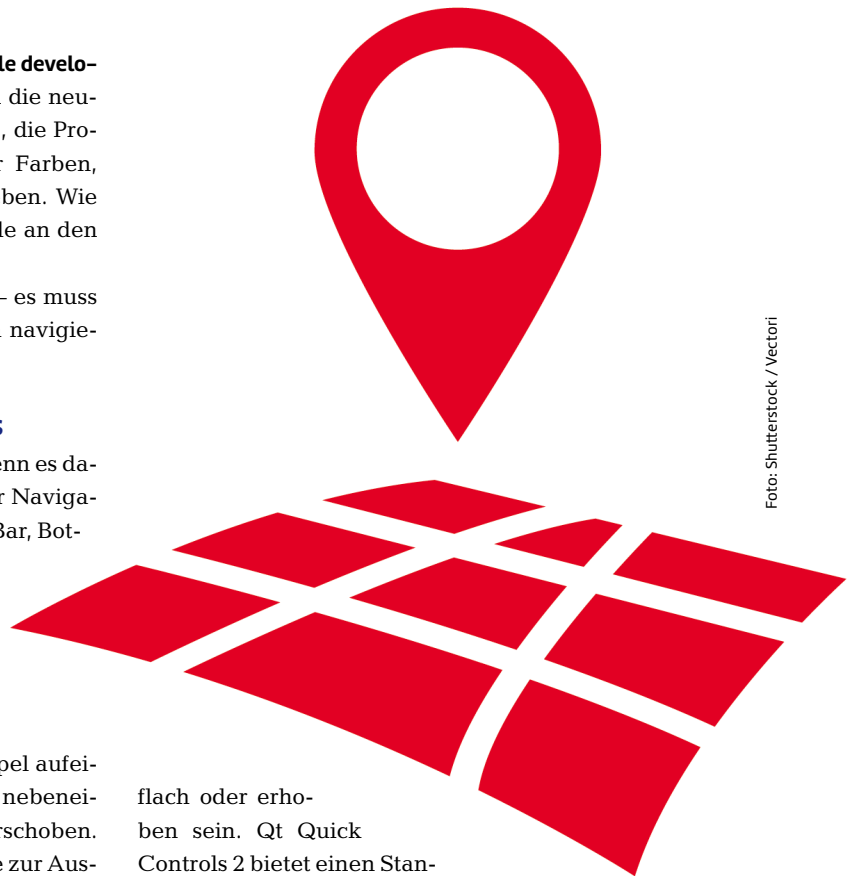 le develo-
die neu-
, die Pro-
Farben,
ben. Wie
le an den
– es muss
navigie-
s
enn es da-
r Naviga-
Bar, Bot-
pel aufei-
nebenei-
rschoben.
e zur Aus-
flach oder erho-
ben sein. Qt Quick
Controls 2 bietet einen Stan-
Foto: Shutterstock / Vectori